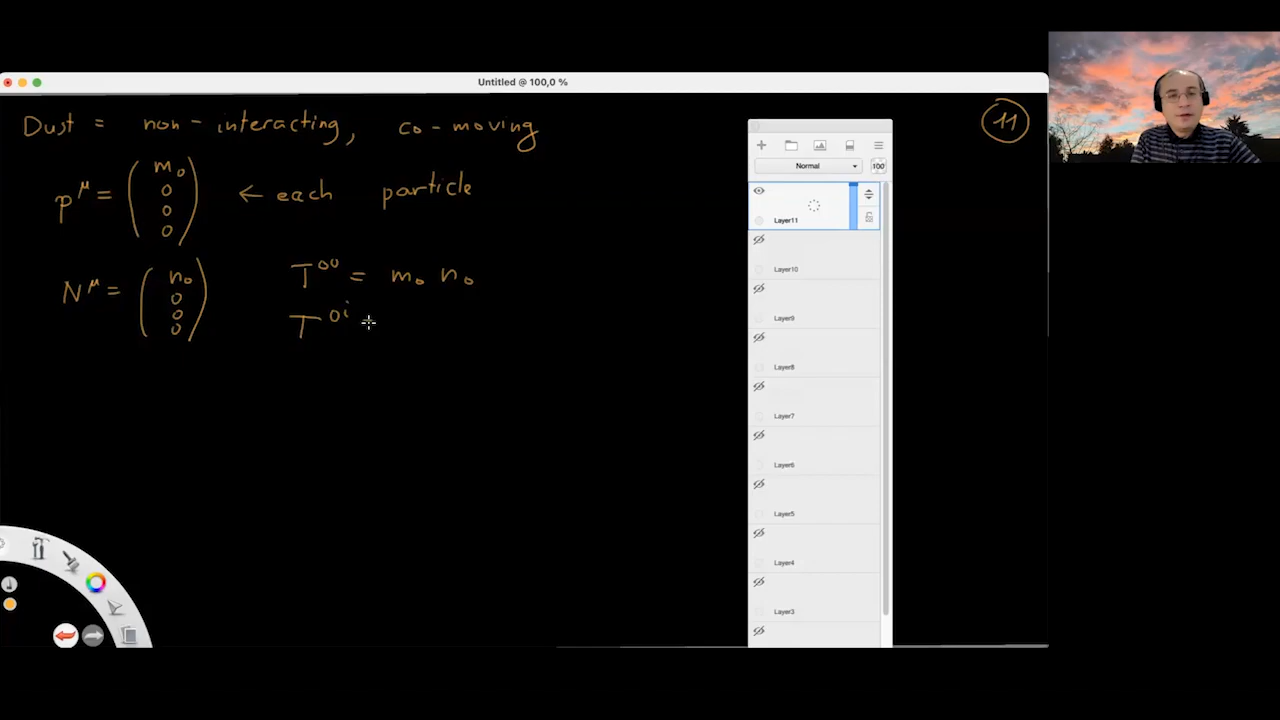 Untitled @ 100,0 %
Dust = non-interacting, co-moving
11
p^μ = (m₀ 0 0 0) ← each particle
N^μ = (n₀ 0 0 0)
T^00 = m₀ n₀
T^0i
Normal
100
Layer11
Layer10
Layer9
Layer8
Layer7
Layer6
Layer5
Layer4
Layer3